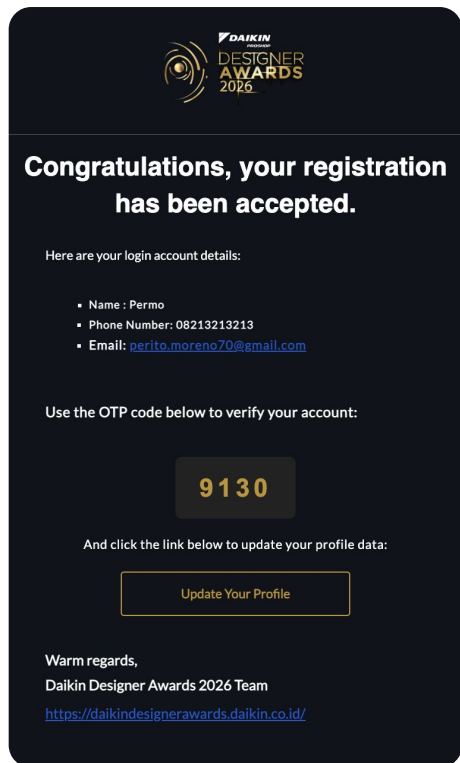 DAIKIN
PROSHOP
DESIGNER
AWARDS
2026
Congratulations, your registration
has been accepted.
Here are your login account details:
Name : Permo
Phone Number: 08213213213
Email: perito.moreno70@gmail.com
Use the OTP code below to verify your account:
9130
And click the link below to update your profile data:
Update Your Profile
Warm regards,
Daikin Designer Awards 2026 Team
https://daikindesignerawards.daikin.co.id/